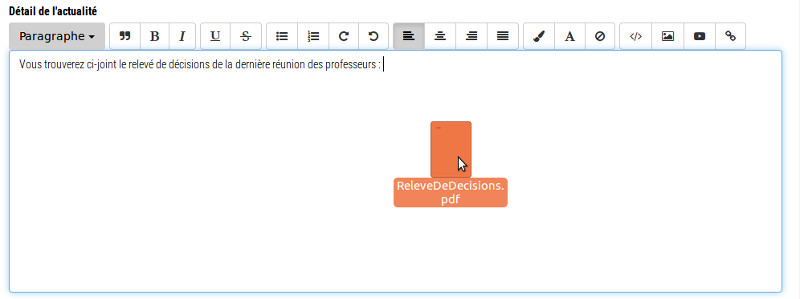 Détail de l'actualité
Paragraphe
Vous trouverez ci-joint le relevé de décisions de la dernière réunion des professeurs :
ReleveDeDecisions.
pdf